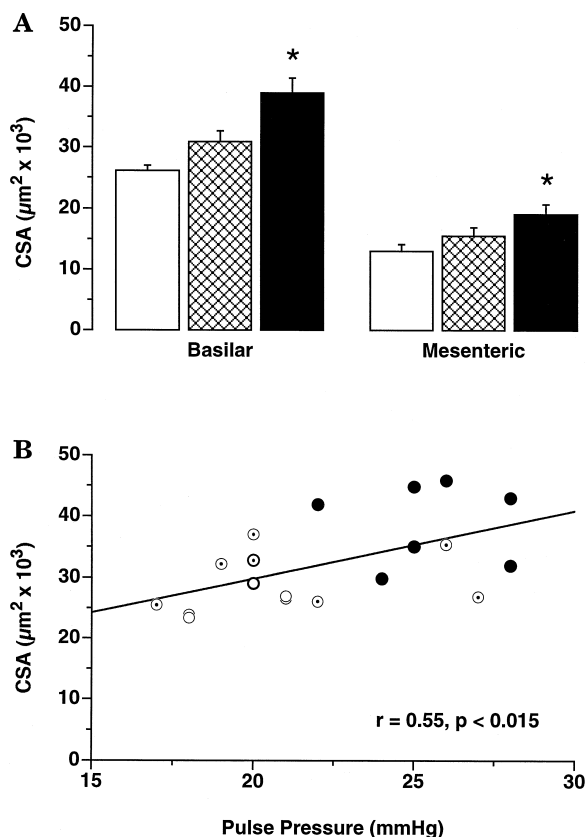 A
50
40
30
20
10
0
CSA (µm² x 10³)
*
*
Basilar
Mesenteric
B
50
40
30
20
10
0
CSA (µm² x 10³)
r = 0.55, p < 0.015
15
20
25
30
Pulse Pressure (mmHg)